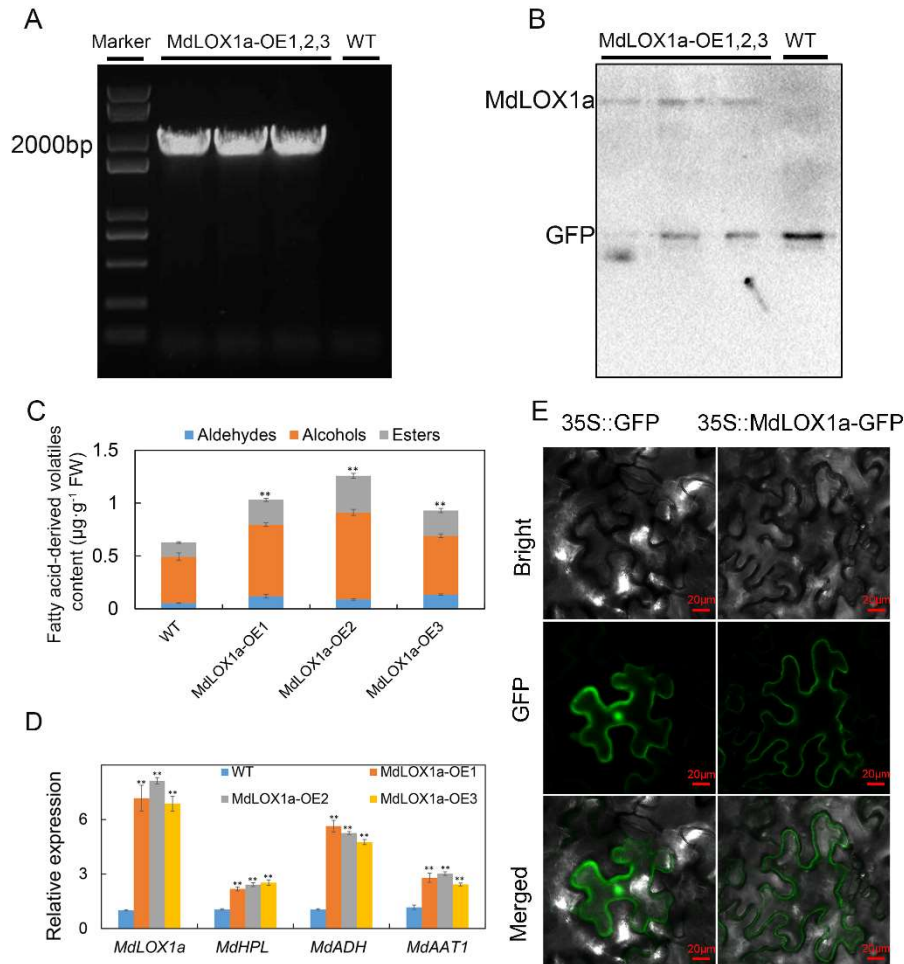 A
Marker MdLOX1a-OE1,2,3 WT
2000bp
B
MdLOX1a-OE1,2,3 WT
MdLOX1a
GFP
C
Aldehydes Alcohols Esters
Fatty acid-derived volatiles
content (µg·g⁻¹ FW)
1.5
1
0.5
0
**
**
**
WT
MdLOX1a-OE1
MdLOX1a-OE2
MdLOX1a-OE3
D
Relative expression
WT MdLOX1a-OE1
MdLOX1a-OE2 MdLOX1a-OE3
6
3
0
** ** **
** ** **
** ** **
** ** **
MdLOX1a MdHPL MdADH MdAAT1
E
35S::GFP 35S::MdLOX1a-GFP
Bright
20µm 20µm
GFP
20µm 20µm
Merged
20µm 20µm